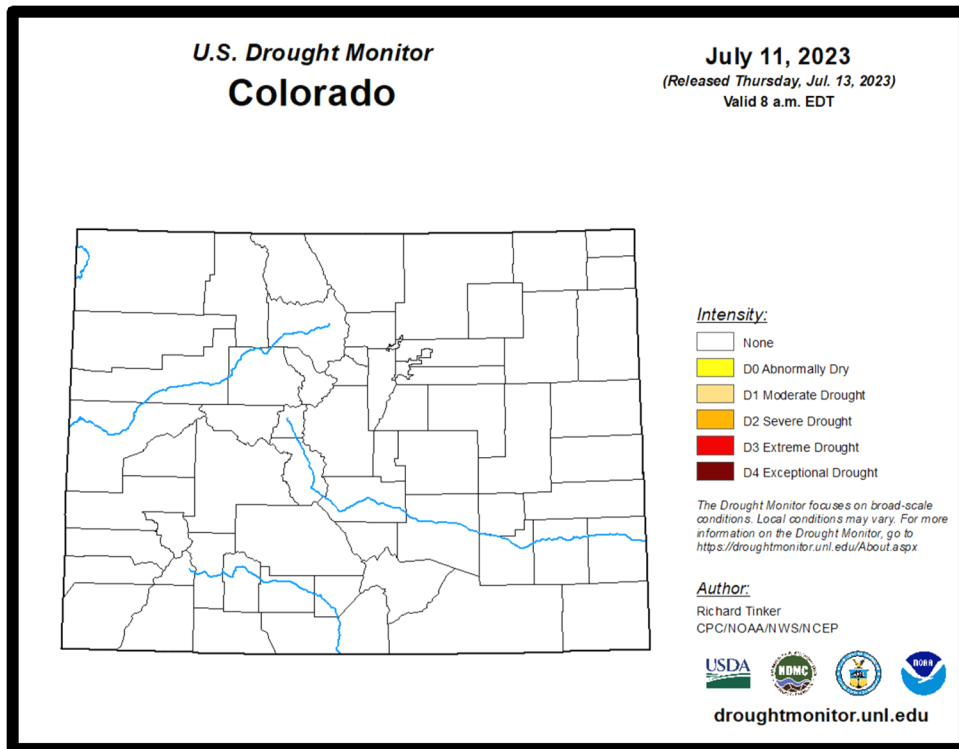 U.S. Drought Monitor
Colorado
July 11, 2023
(Released Thursday, Jul. 13, 2023)
Valid 8 a.m. EDT
Intensity:
None
D0 Abnormally Dry
D1 Moderate Drought
D2 Severe Drought
D3 Extreme Drought
D4 Exceptional Drought
The Drought Monitor focuses on broad-scale
conditions. Local conditions may vary. For more
information on the Drought Monitor, go to
https://droughtmonitor.unl.edu/About.aspx
Author:
Richard Tinker
CPC/NOAA/NWS/NCEP
USDA
NDMC
NOAA
droughtmonitor.unl.edu